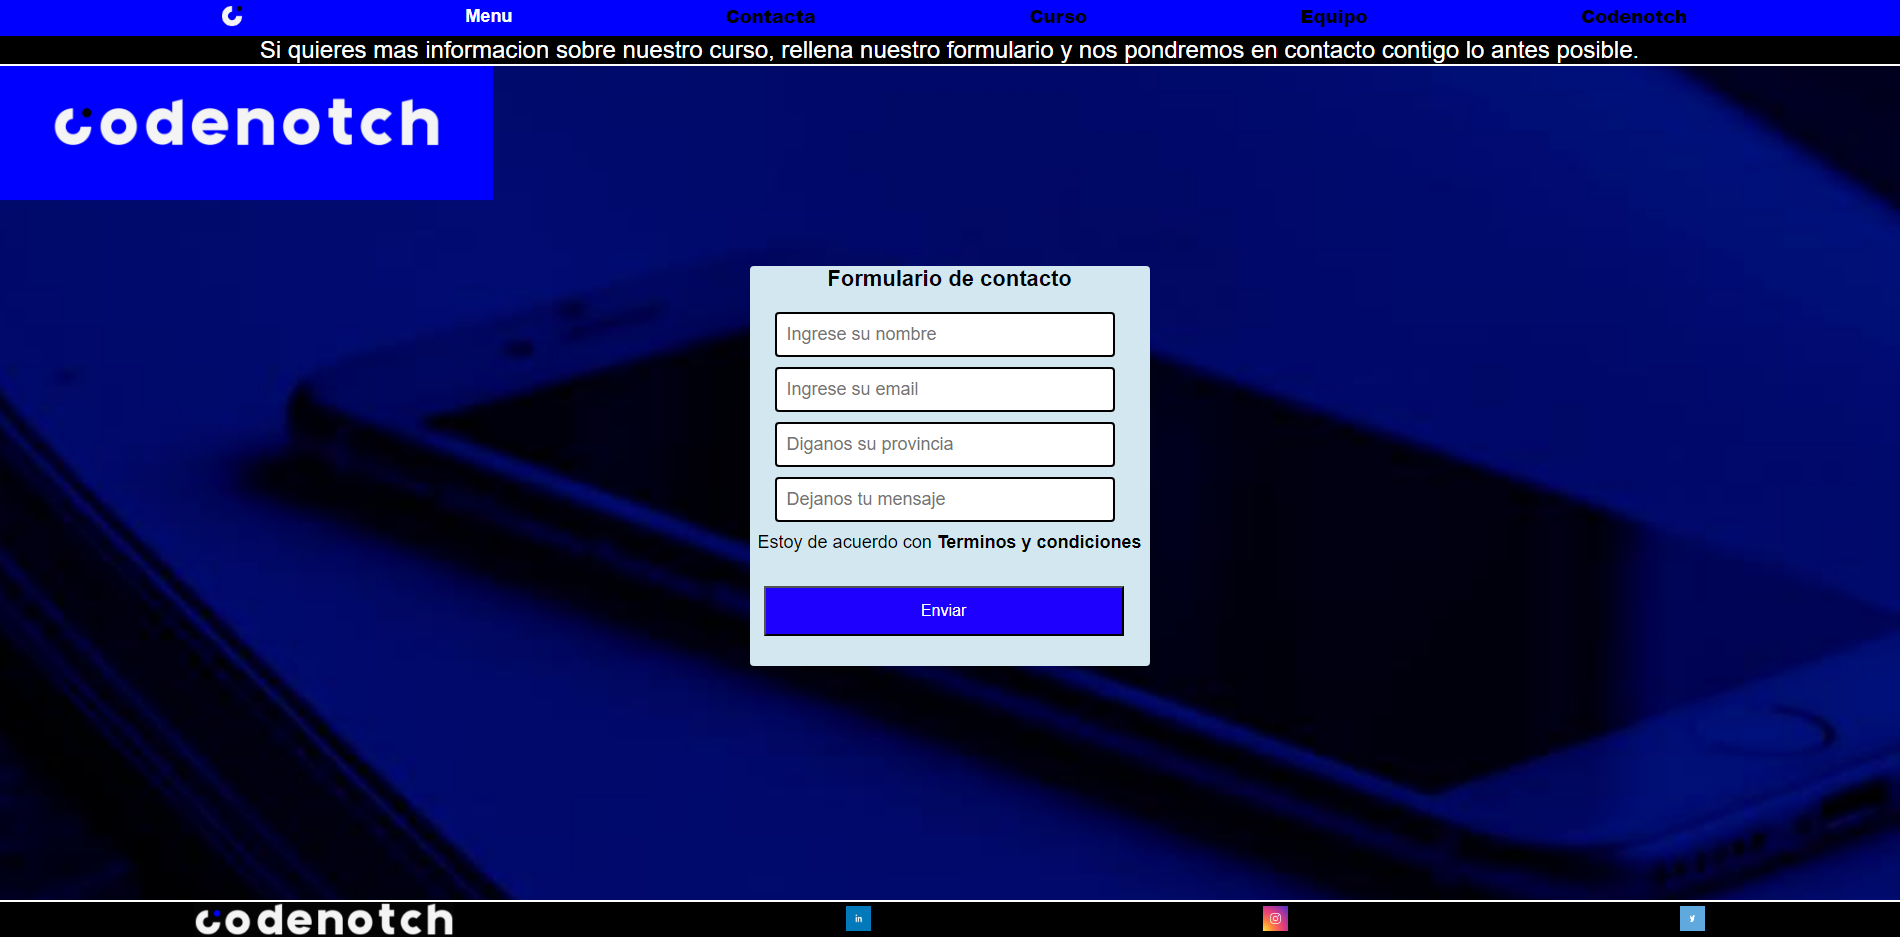 Menu Contacta Curso Equipo Codenotch
Si quieres mas informacion sobre nuestro curso, rellena nuestro formulario y nos pondremos en contacto contigo lo antes posible.
codenotch
Formulario de contacto
Ingrese su nombre
Ingrese su email
Diganos su provincia
Dejanos tu mensaje
Estoy de acuerdo con Terminos y condiciones
Enviar
codenotch in